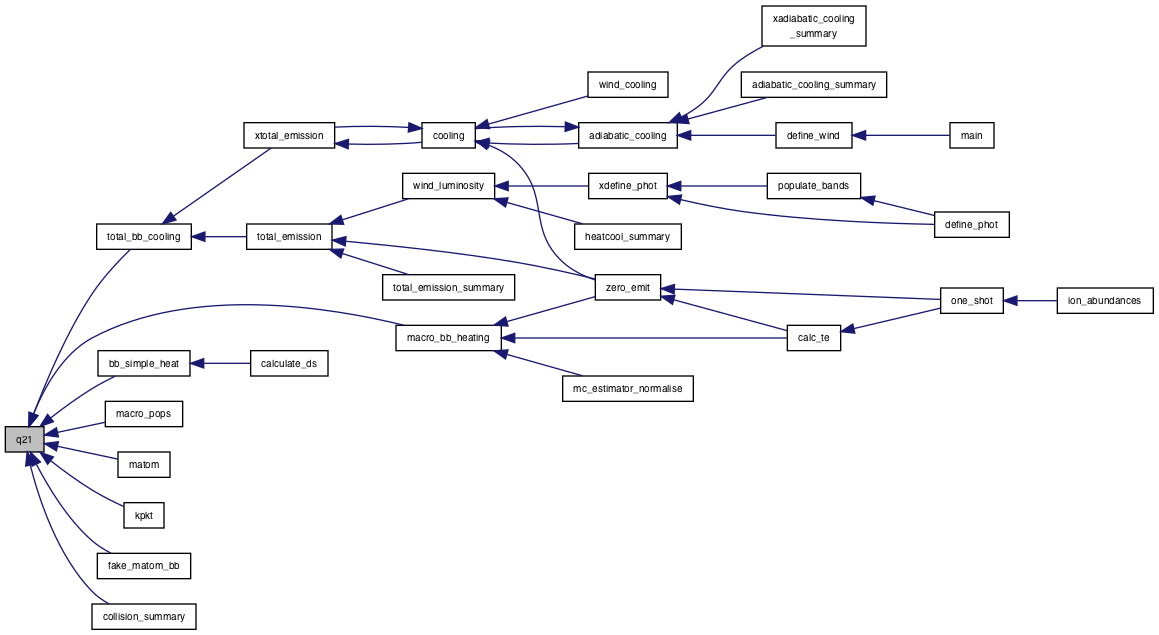 xadiabatic_cooling
_summary
wind_cooling
adiabatic_cooling_summary
xtotal_emission
cooling
adiabatic_cooling
define_wind
main
wind_luminosity
xdefine_phot
populate_bands
define_phot
total_bb_cooling
total_emission
heatcool_summary
total_emission_summary
zero_emit
one_shot
ion_abundances
macro_bb_heating
calc_te
bb_simple_heat
calculate_ds
mc_estimator_normalise
macro_pops
q21
matom
kpkt
fake_matom_bb
collision_summary